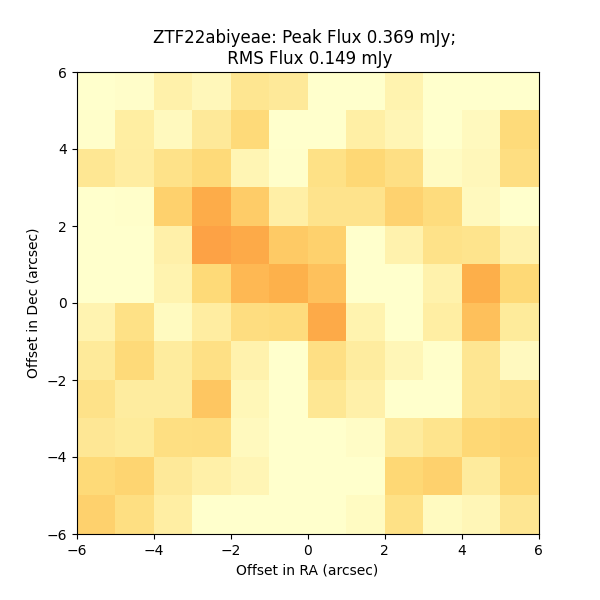 ZTF22abiyeae: Peak Flux 0.369 mJy;
RMS Flux 0.149 mJy
6
4
2
0
−2
−4
−6
Offset in Dec (arcsec)
−6 −4 −2 0 2 4 6
Offset in RA (arcsec)